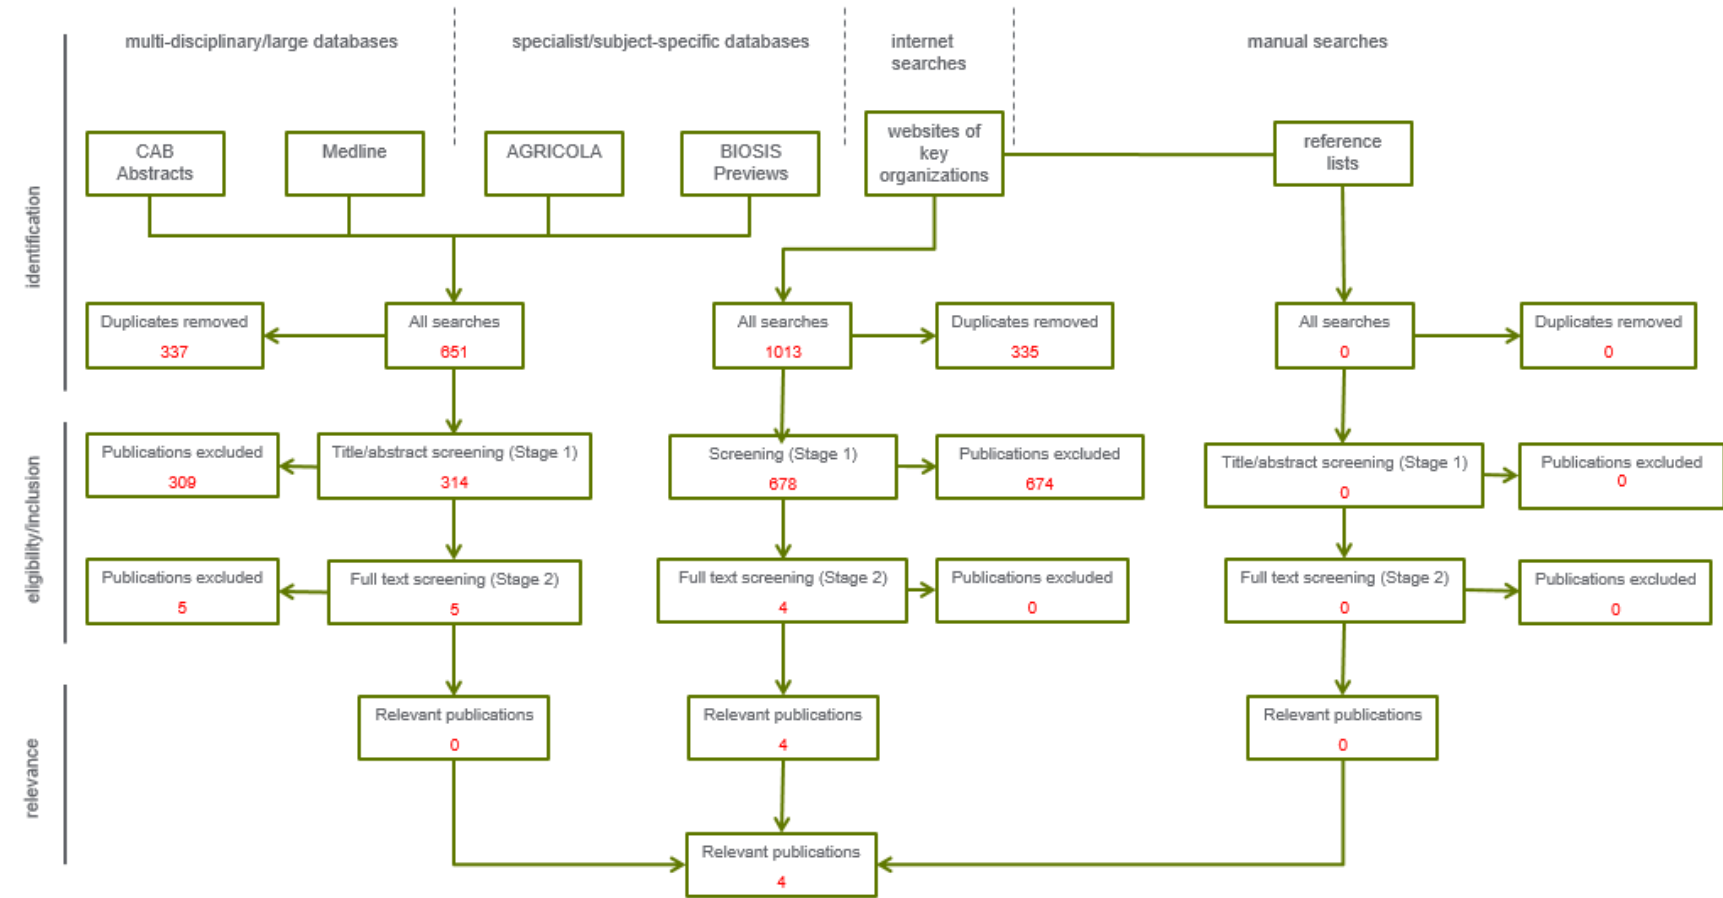 multi-disciplinary/large databases
specialist/subject-specific databases
internet
searches
manual searches
identification
CAB
Abstracts
Medline
AGRICOLA
BIOSIS
Previews
websites of
key
organizations
reference
lists
Duplicates removed
337
All searches
651
All searches
1013
Duplicates removed
335
All searches
0
Duplicates removed
0
eligibility/inclusion
Publications excluded
309
Title/abstract screening (Stage 1)
314
Screening (Stage 1)
678
Publications excluded
674
Title/abstract screening (Stage 1)
0
Publications excluded
0
Publications excluded
5
Full text screening (Stage 2)
5
Full text screening (Stage 2)
4
Publications excluded
0
Full text screening (Stage 2)
0
Publications excluded
0
relevance
Relevant publications
0
Relevant publications
4
Relevant publications
0
Relevant publications
4